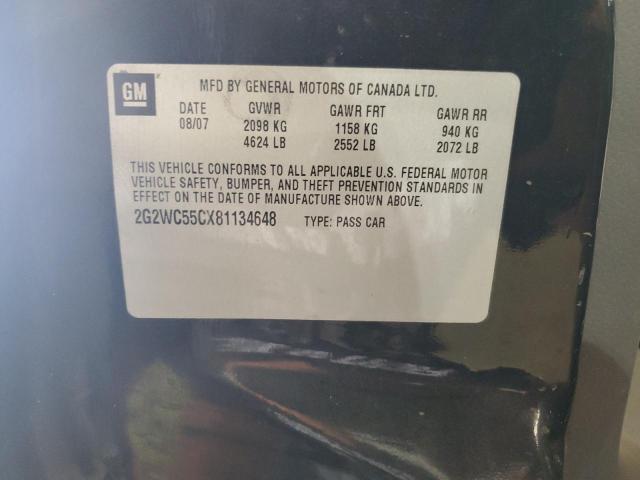 GM
MFD BY GENERAL MOTORS OF CANADA LTD.
DATE GVWR GAWR FRT GAWR RR
08/07 2098 KG 1158 KG 940 KG
4624 LB 2552 LB 2072 LB
THIS VEHICLE CONFORMS TO ALL APPLICABLE U.S. FEDERAL MOTOR
VEHICLE SAFETY, BUMPER, AND THEFT PREVENTION STANDARDS IN
EFFECT ON THE DATE OF MANUFACTURE SHOWN ABOVE.
2G2WC55CX81134648 TYPE: PASS CAR